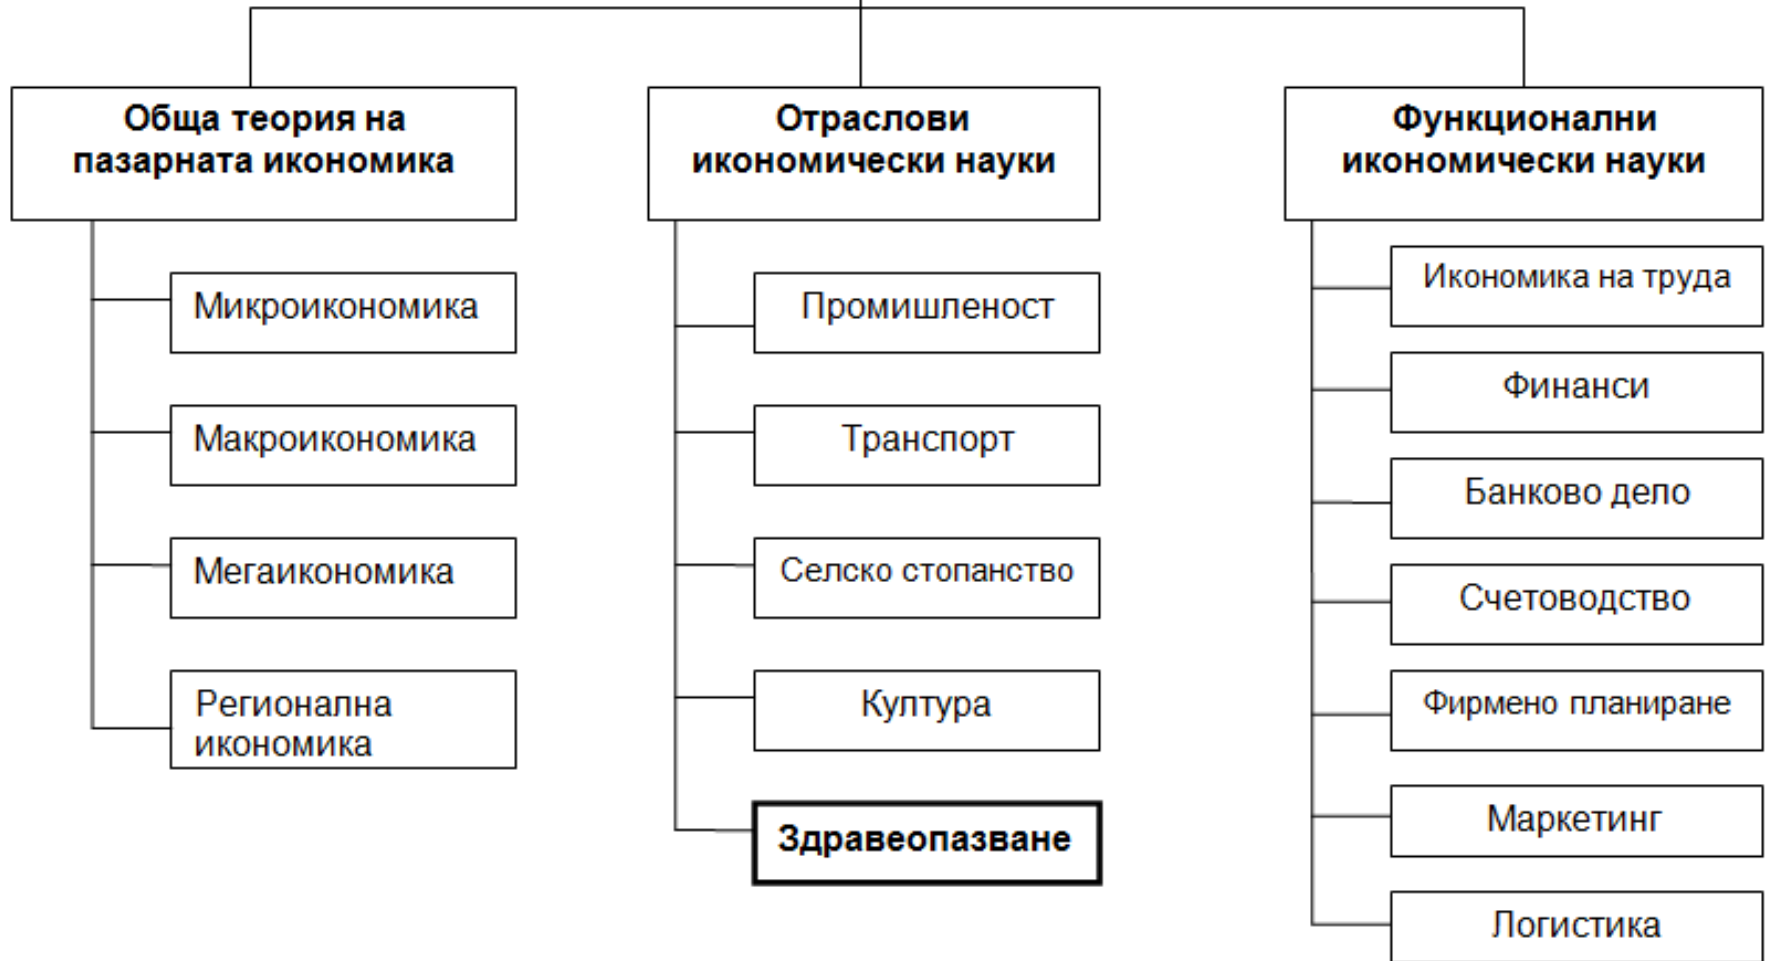 Обща теория на
пазарната икономика
Микроикономика
Макроикономика
Мегаикономика
Регионална
икономика
Отраслови
икономически науки
Промишленост
Транспорт
Селско стопанство
Култура
Здравеопазване
Функционални
икономически науки
Икономика на труда
Финанси
Банково дело
Счетоводство
Фирмено планиране
Маркетинг
Логистика